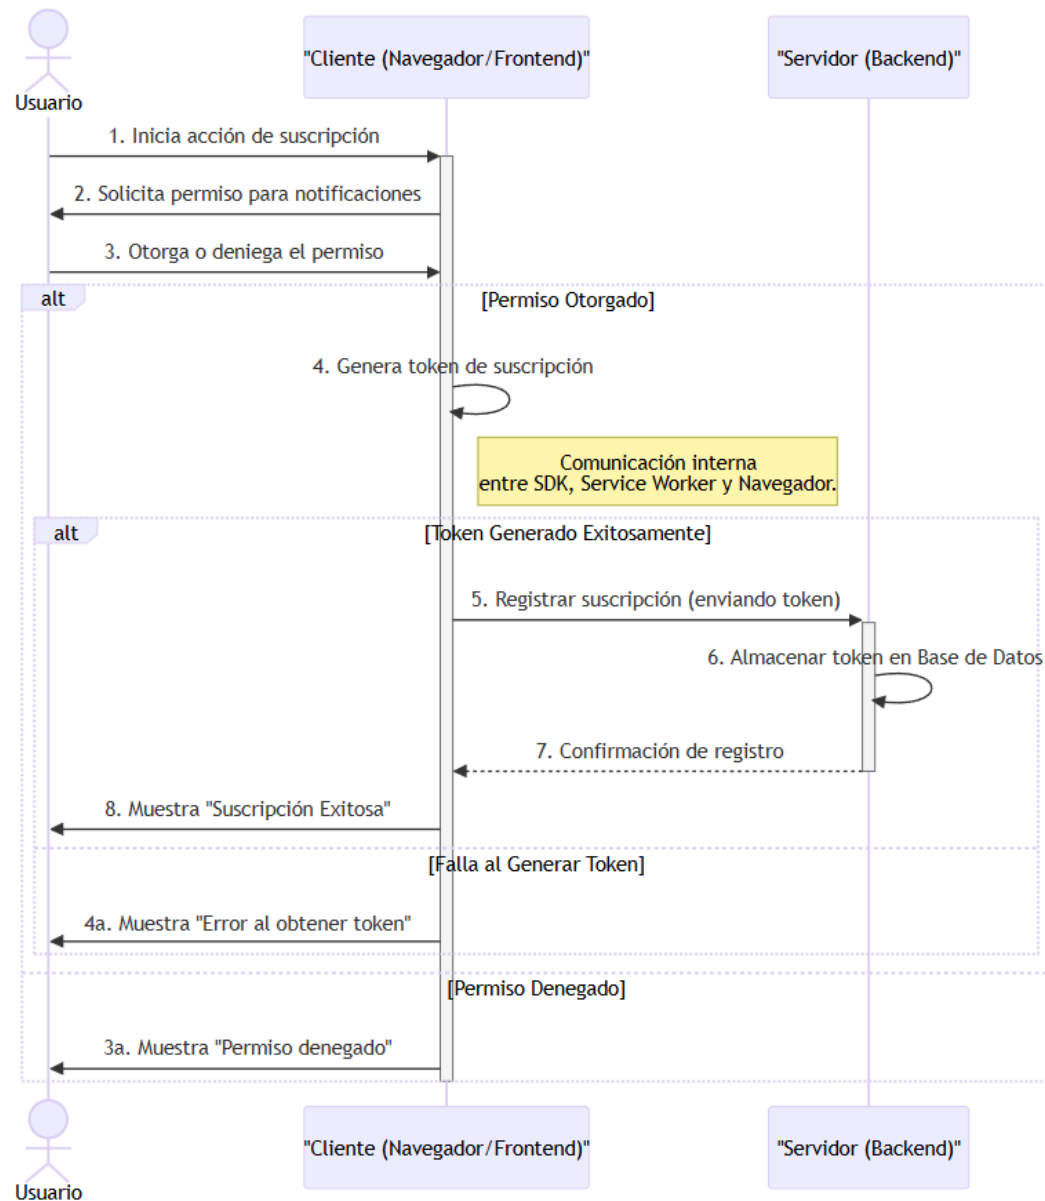 "Cliente (Navegador/Frontend)"
"Servidor (Backend)"
Usuario
1. Inicia acción de suscripción
2. Solicita permiso para notificaciones
3. Otorga o deniega el permiso
alt
[Permiso Otorgado]
4. Genera token de suscripción
Comunicación interna
entre SDK, Service Worker y Navegador.
alt
[Token Generado Exitosamente]
5. Registrar suscripción (enviando token)
6. Almacenar token en Base de Datos
7. Confirmación de registro
8. Muestra "Suscripción Exitosa"
[Falla al Generar Token]
4a. Muestra "Error al obtener token"
[Permiso Denegado]
3a. Muestra "Permiso denegado"
"Cliente (Navegador/Frontend)"
"Servidor (Backend)"
Usuario